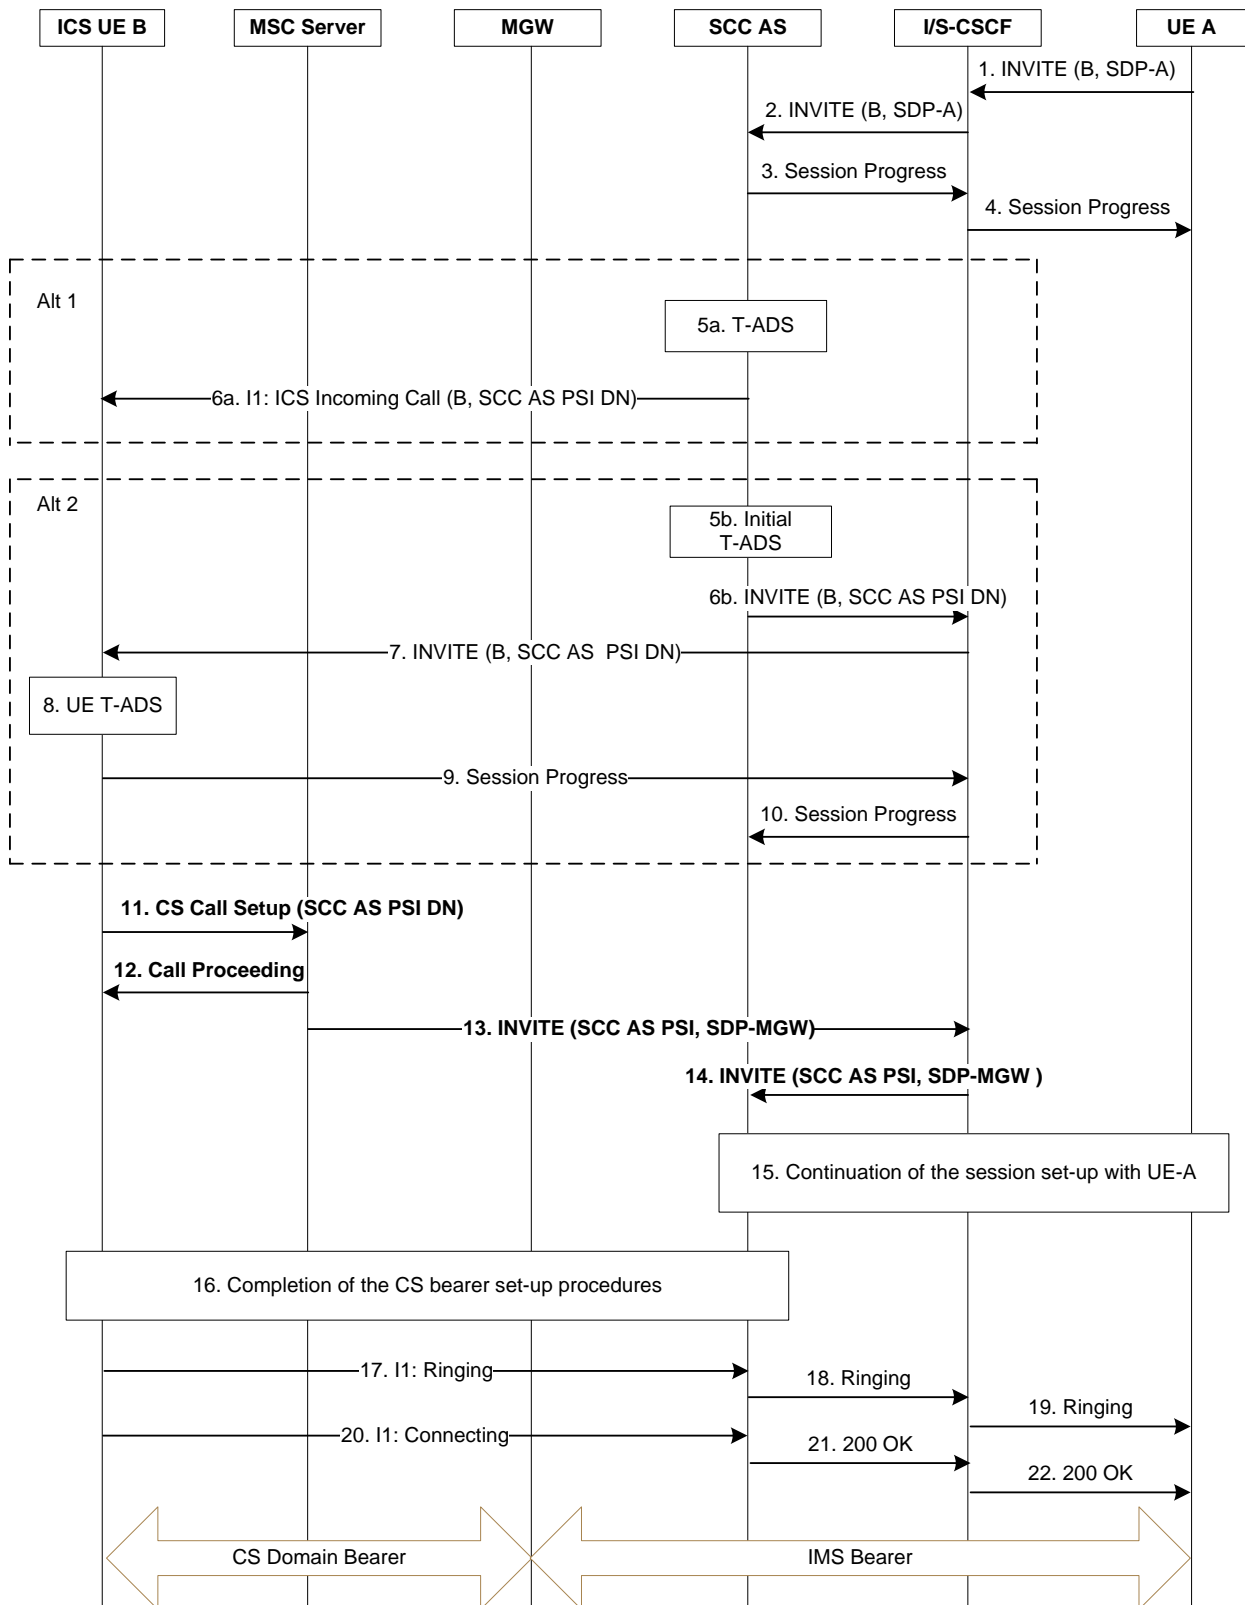 ICS UE B
MSC Server
MGW
SCC AS
I/S-CSCF
UE A
1. INVITE (B, SDP-A)
2. INVITE (B, SDP-A)
3. Session Progress
4. Session Progress
Alt 1
5a. T-ADS
6a. I1: ICS Incoming Call (B, SCC AS PSI DN)
Alt 2
5b. Initial
T-ADS
6b. INVITE (B, SCC AS PSI DN)
7. INVITE (B, SCC AS  PSI DN)
8. UE T-ADS
9. Session Progress
10. Session Progress
11. CS Call Setup (SCC AS PSI DN)
12. Call Proceeding
13. INVITE (SCC AS PSI, SDP-MGW)
14. INVITE (SCC AS PSI, SDP-MGW )
15. Continuation of the session set-up with UE-A
16. Completion of the CS bearer set-up procedures
17. I1: Ringing
18. Ringing
19. Ringing
20. I1: Connecting
21. 200 OK
22. 200 OK
CS Domain Bearer
IMS Bearer